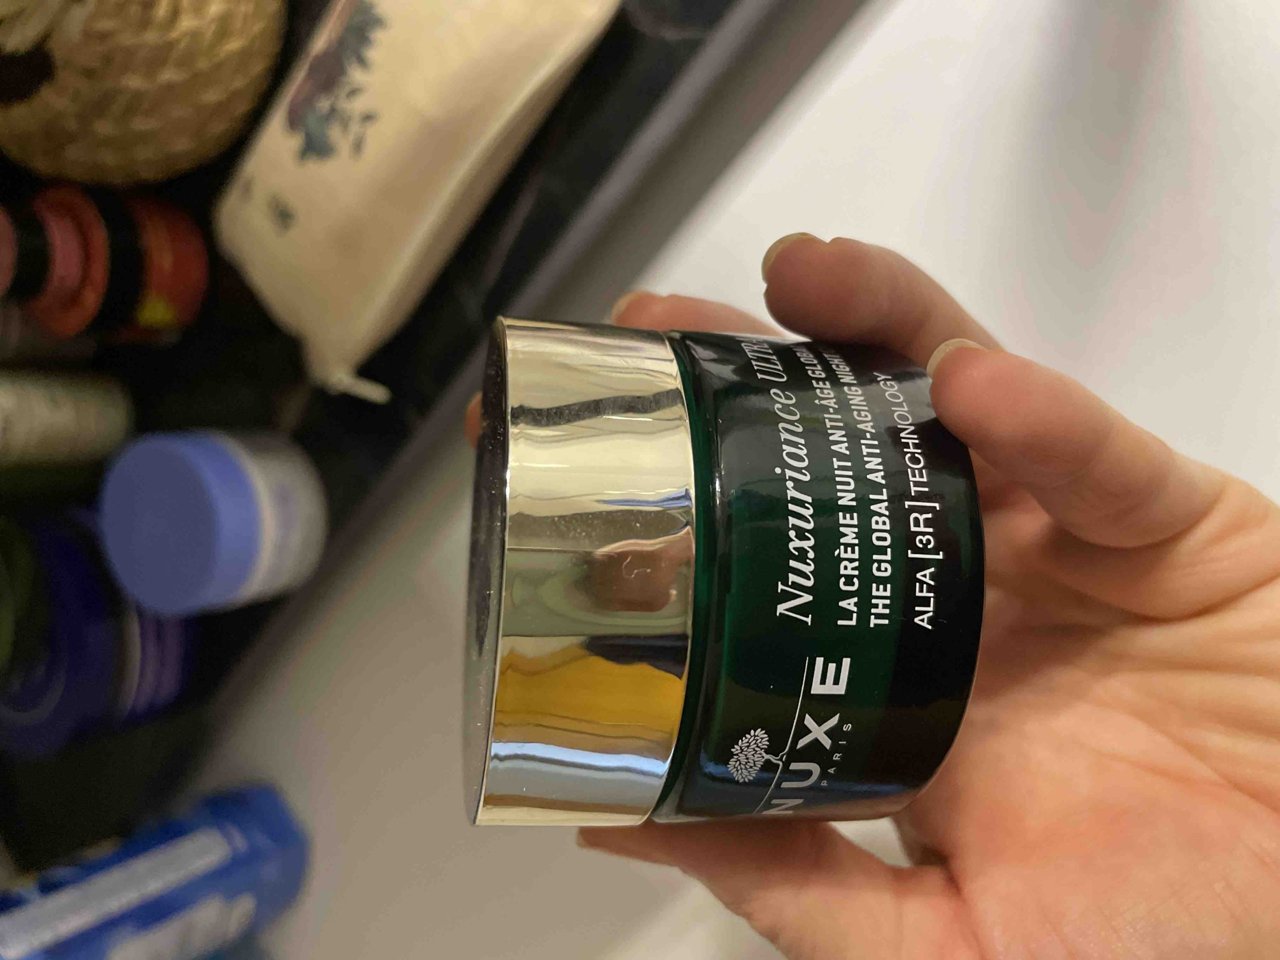 NUXE
PARIS
Nuxuriance
LA CRÈME NUIT ANTI-ÂGE
THE GLOBAL ANTI-AGING NIGHT
ALFA [3R] TECHNOLOGY